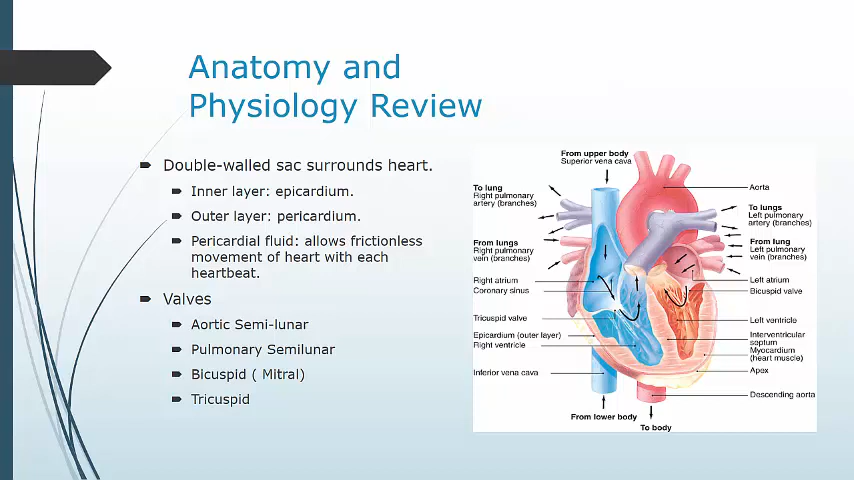 Anatomy and
Physiology Review
Double-walled sac surrounds heart.
Inner layer: epicardium.
Outer layer: pericardium.
Pericardial fluid: allows frictionless
movement of heart with each
heartbeat.
Valves
Aortic Semi-lunar
Pulmonary Semilunar
Bicuspid ( Mitral)
Tricuspid
From upper body
Superior vena cava
To lung
Right pulmonary
artery (branches)
From lungs
Right pulmonary
vein (branches)
Right atrium
Coronary sinus
Tricuspid valve
Epicardium (outer layer)
Right ventricle
Inferior vena cava
From lower body
Aorta
To lungs
Left pulmonary
artery (branches)
From lung
Left pulmonary
vein (branches)
Left atrium
Bicuspid valve
Left ventricle
Interventricular
septum
Myocardium
(heart muscle)
Apex
Descending aorta
To body